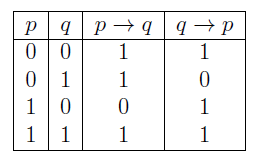 p q p → q q → p
0 0 1 1
0 1 1 0
1 0 0 1
1 1 1 1